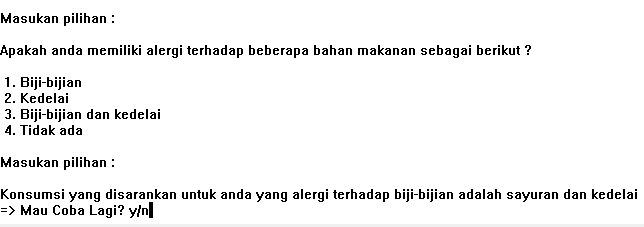 Masukan pilihan :
Apakah anda memiliki alergi terhadap beberapa bahan makanan sebagai berikut ?
1. Biji-bijian
2. Kedelai
3. Biji-bijian dan kedelai
4. Tidak ada
Masukan pilihan :
Konsumsi yang disarankan untuk anda yang alergi terhadap biji-bijian adalah sayuran dan kedelai
=> Mau Coba Lagi? y/n